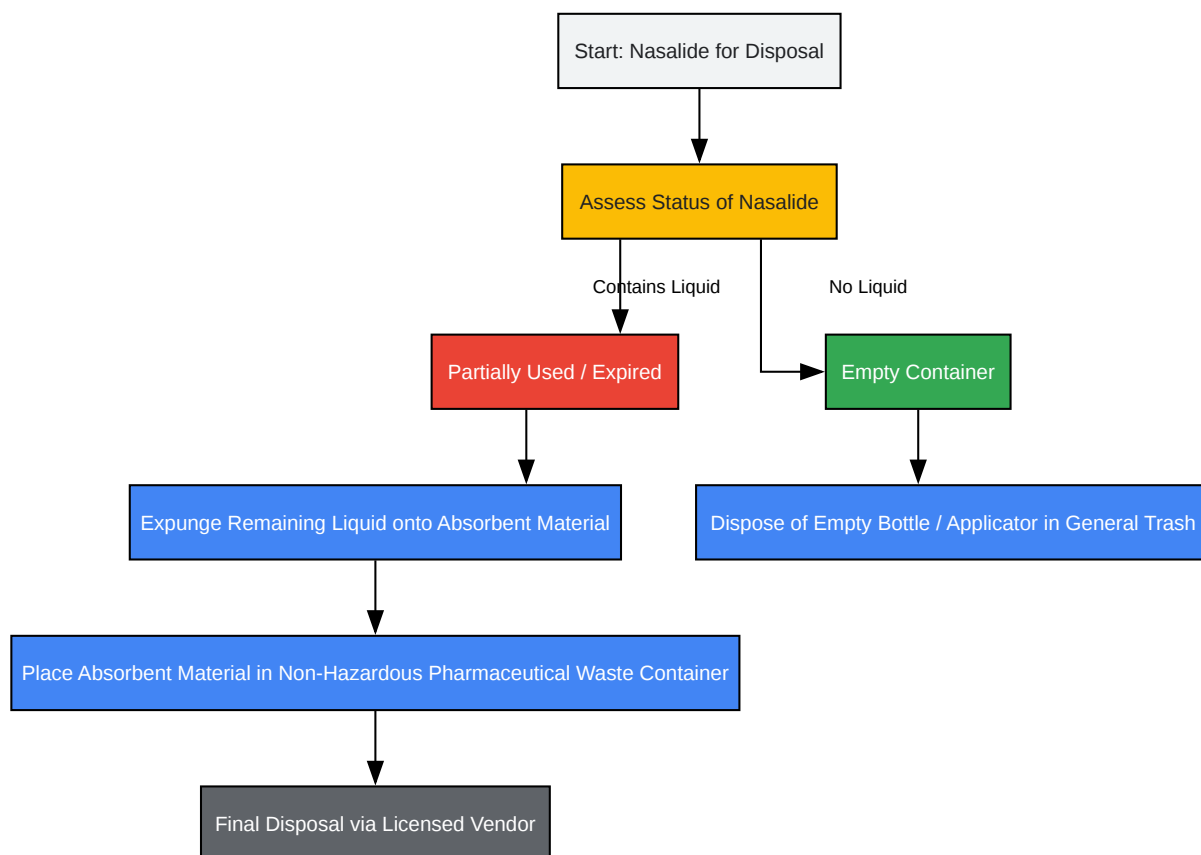 Start: Nasalide for Disposal
Assess Status of Nasalide
Contains Liquid
No Liquid
Partially Used / Expired
Empty Container
Expunge Remaining Liquid onto Absorbent Material
Dispose of Empty Bottle / Applicator in General Trash
Place Absorbent Material in Non-Hazardous Pharmaceutical Waste Container
Final Disposal via Licensed Vendor